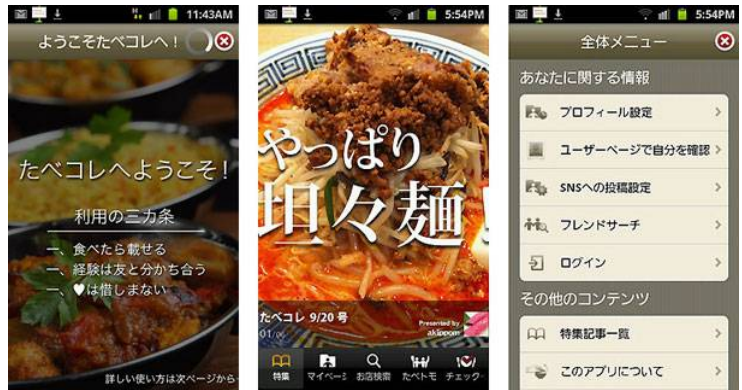 11:43AM
ようこそたべコレへ!
たべコレへようこそ!
利用の三カ条
一、食べたら載せる
一、経験は友と分かち合う
一、♥は惜しまない
詳しい使い方は次ページから
5:54PM
やっぱり
坦々麺!
たべコレ 9/20 号
01/
Presented by
akippom
特集
マイページ
お店検索
たべトモ
チェック
5:54PM
全体メニュー
あなたに関する情報
プロフィール設定
ユーザーページで自分を確認
SNSへの投稿設定
フレンドサーチ
ログイン
その他のコンテンツ
特集記事一覧
このアプリについて